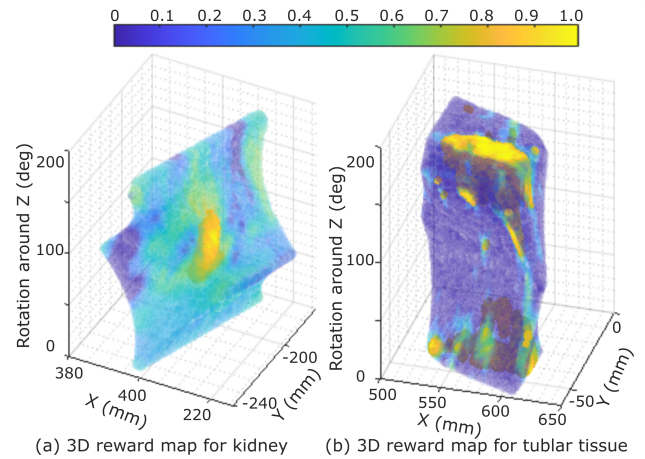 0 0.1 0.2 0.3 0.4 0.5 0.6 0.7 0.8 0.9 1.0
Rotation around Z (deg)
200
100
0
380
400
220
X (mm)
-240
-200
Y (mm)
Rotation around Z (deg)
200
100
0
500
550
600
650
X (mm)
-50
0
Y (mm)
(a) 3D reward map for kidney
(b) 3D reward map for tublar tissue